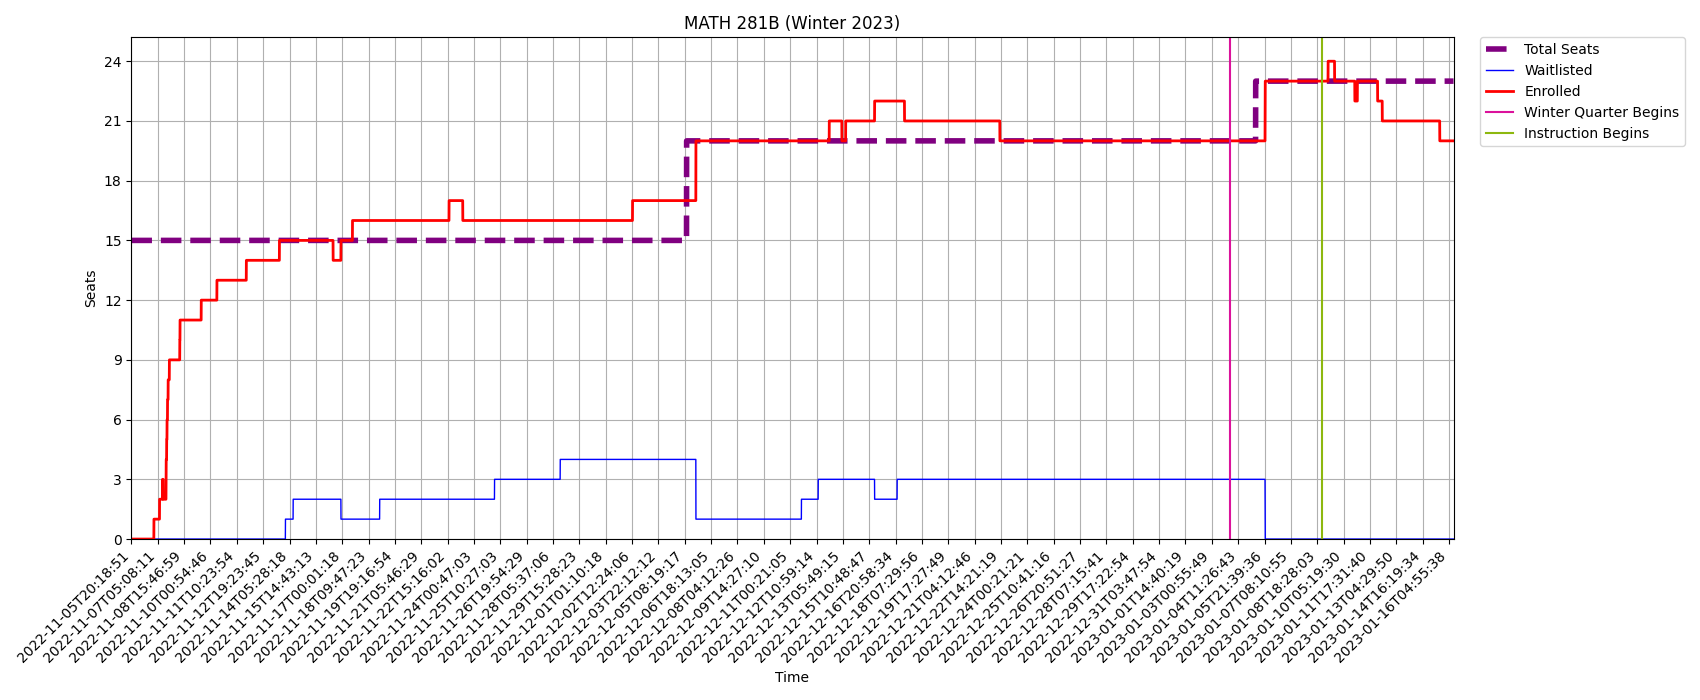 MATH 281B (Winter 2023)
Total Seats
Waitlisted
Enrolled
Winter Quarter Begins
Instruction Begins
Seats
24
21
18
15
12
9
6
3
0
2022-11-05T20:18:51
2022-11-07T05:08:11
2022-11-08T15:46:59
2022-11-10T00:54:46
2022-11-11T10:23:54
2022-11-12T19:23:45
2022-11-14T05:28:18
2022-11-15T14:43:13
2022-11-17T00:01:18
2022-11-18T09:47:23
2022-11-19T19:16:54
2022-11-21T05:46:29
2022-11-22T15:16:02
2022-11-24T00:47:03
2022-11-25T10:27:03
2022-11-26T19:54:29
2022-11-28T05:37:06
2022-11-29T15:28:23
2022-12-01T01:10:18
2022-12-02T12:24:06
2022-12-03T22:12:12
2022-12-05T08:19:17
2022-12-06T18:13:05
2022-12-08T04:12:26
2022-12-09T14:27:10
2022-12-11T00:21:05
2022-12-12T10:59:14
2022-12-13T05:49:15
2022-12-15T10:48:47
2022-12-16T20:58:34
2022-12-18T07:29:56
2022-12-19T17:27:49
2022-12-21T04:12:46
2022-12-22T14:21:19
2022-12-24T00:21:21
2022-12-25T10:41:16
2022-12-26T20:51:27
2022-12-28T07:15:41
2022-12-29T17:22:54
2022-12-31T03:47:54
2023-01-01T14:40:19
2023-01-03T00:55:49
2023-01-04T11:26:43
2023-01-05T21:39:36
2023-01-07T08:10:55
2023-01-08T18:28:03
2023-01-10T05:19:30
2023-01-11T17:31:40
2023-01-13T04:29:50
2023-01-14T16:19:34
2023-01-16T04:55:38
Time